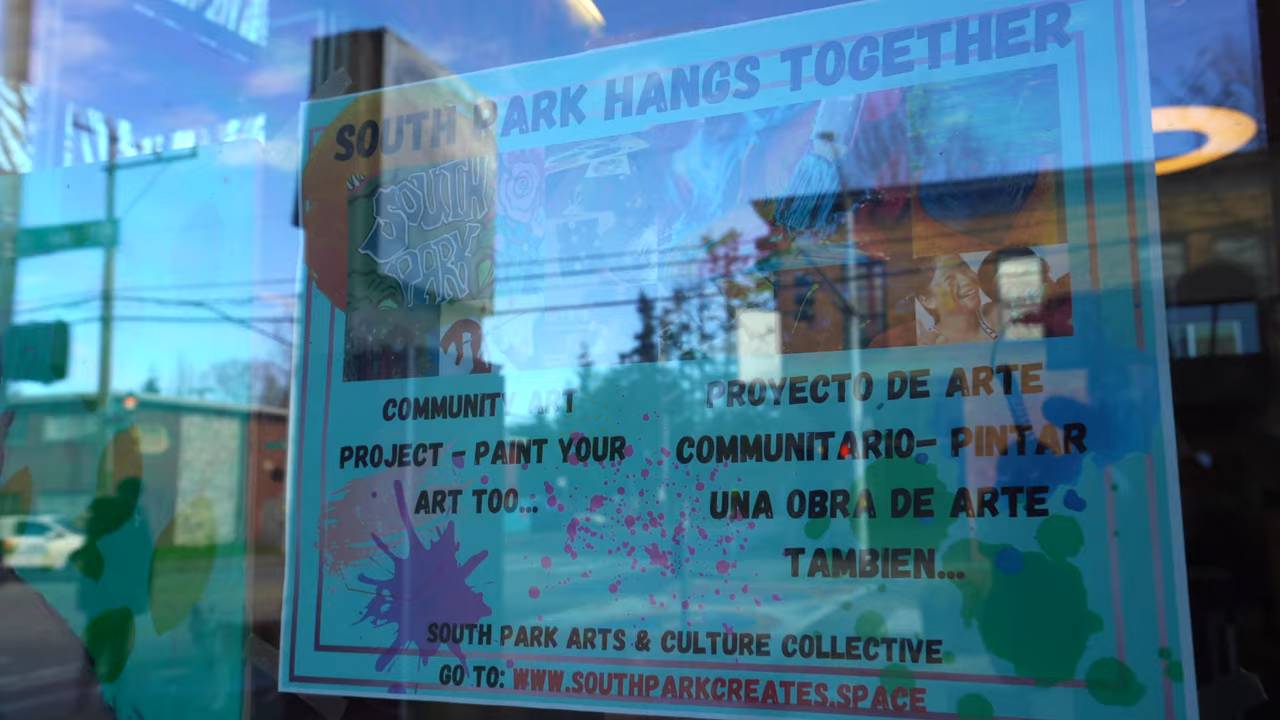 SOUTH PARK HANGS TOGETHER
SOUTH
PARK
COMMUNITY ART
PROJECT - PAINT YOUR
ART TOO...
PROYECTO DE ARTE
COMMUNITARIO- PINTAR
UNA OBRA DE ARTE
TAMBIEN...
SOUTH PARK ARTS & CULTURE COLLECTIVE
GO TO: WWW.SOUTHPARKCREATES.SPACE